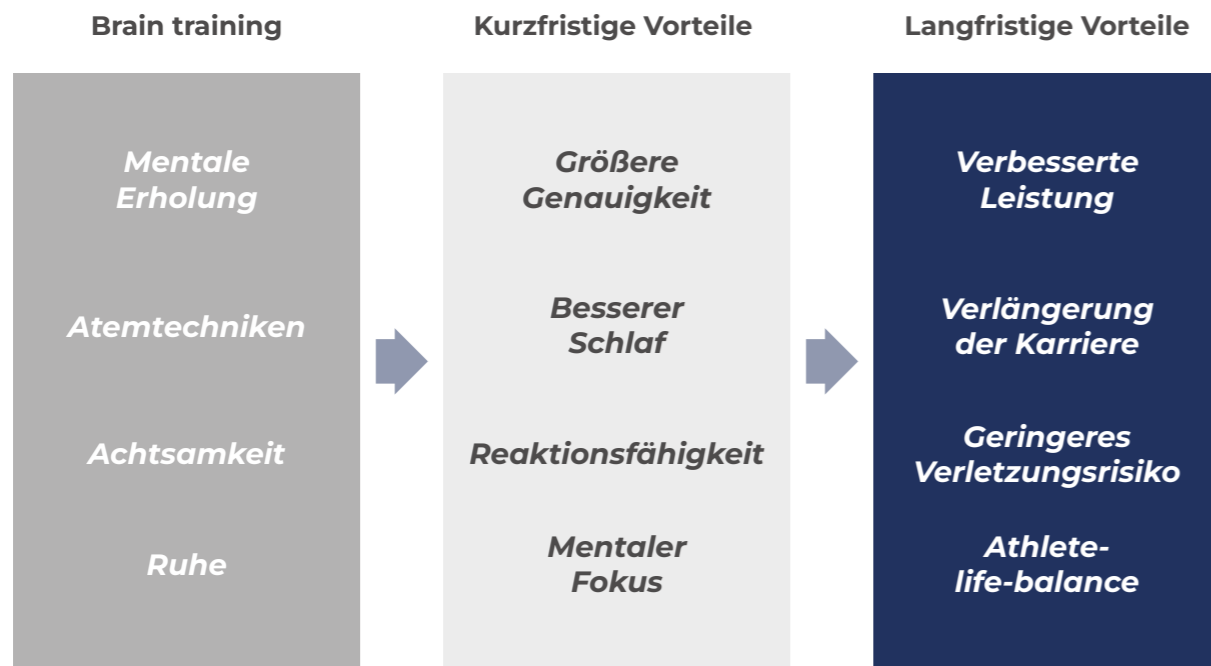 Brain training
Mentale
Erholung
Atemtechniken
Achtsamkeit
Ruhe
Kurzfristige Vorteile
Größere
Genauigkeit
Besserer
Schlaf
Reaktionsfähigkeit
Mentaler
Fokus
Langfristige Vorteile
Verbesserte
Leistung
Verlängerung
der Karriere
Geringeres
Verletzungsrisiko
Athlete-
life-balance